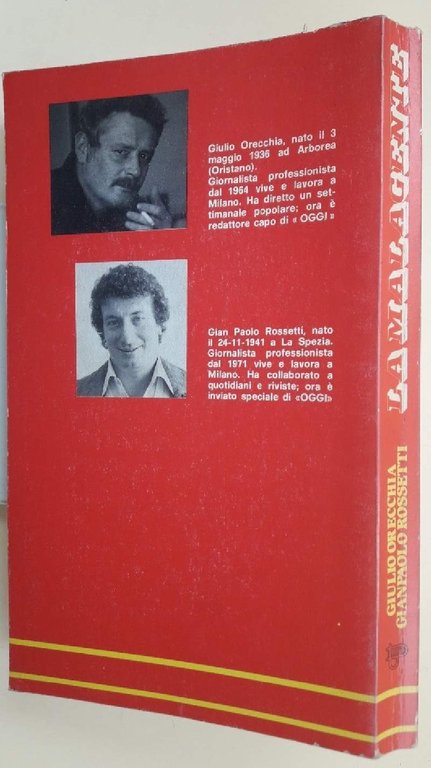 Giulio Orecchia, nato il 3
maggio 1936 ad Arborea
(Oristano).
Giornalista professionista
dal 1964 vive e lavora a
Milano. Ha diretto un set-
timanale popolare; ora è
redattore capo di « OGGI »
Gian Paolo Rossetti, nato
il 24-11-1941 a La Spezia.
Giornalista professionista
dal 1971 vive e lavora a
Milano. Ha collaborato a
quotidiani e riviste; ora è
inviato speciale di «OGGI»
GIULIO ORECCHIA
GIANPAOLO ROSSETTI
LA MALAGENTE